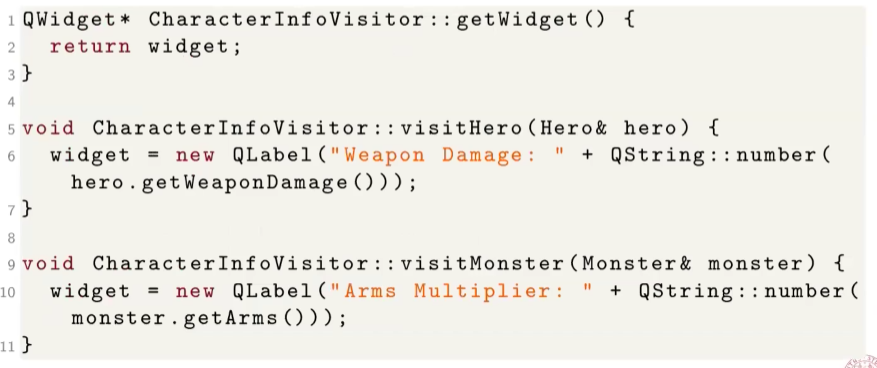 1 QWidget* CharacterInfoVisitor::getWidget() {
2   return widget;
3 }
4
5 void CharacterInfoVisitor::visitHero(Hero& hero) {
6   widget = new QLabel("Weapon Damage: " + QString::number(
    hero.getWeaponDamage()));
7 }
8
9 void CharacterInfoVisitor::visitMonster(Monster& monster) {
10   widget = new QLabel("Arms Multiplier: " + QString::number(
    monster.getArms()));
11 }